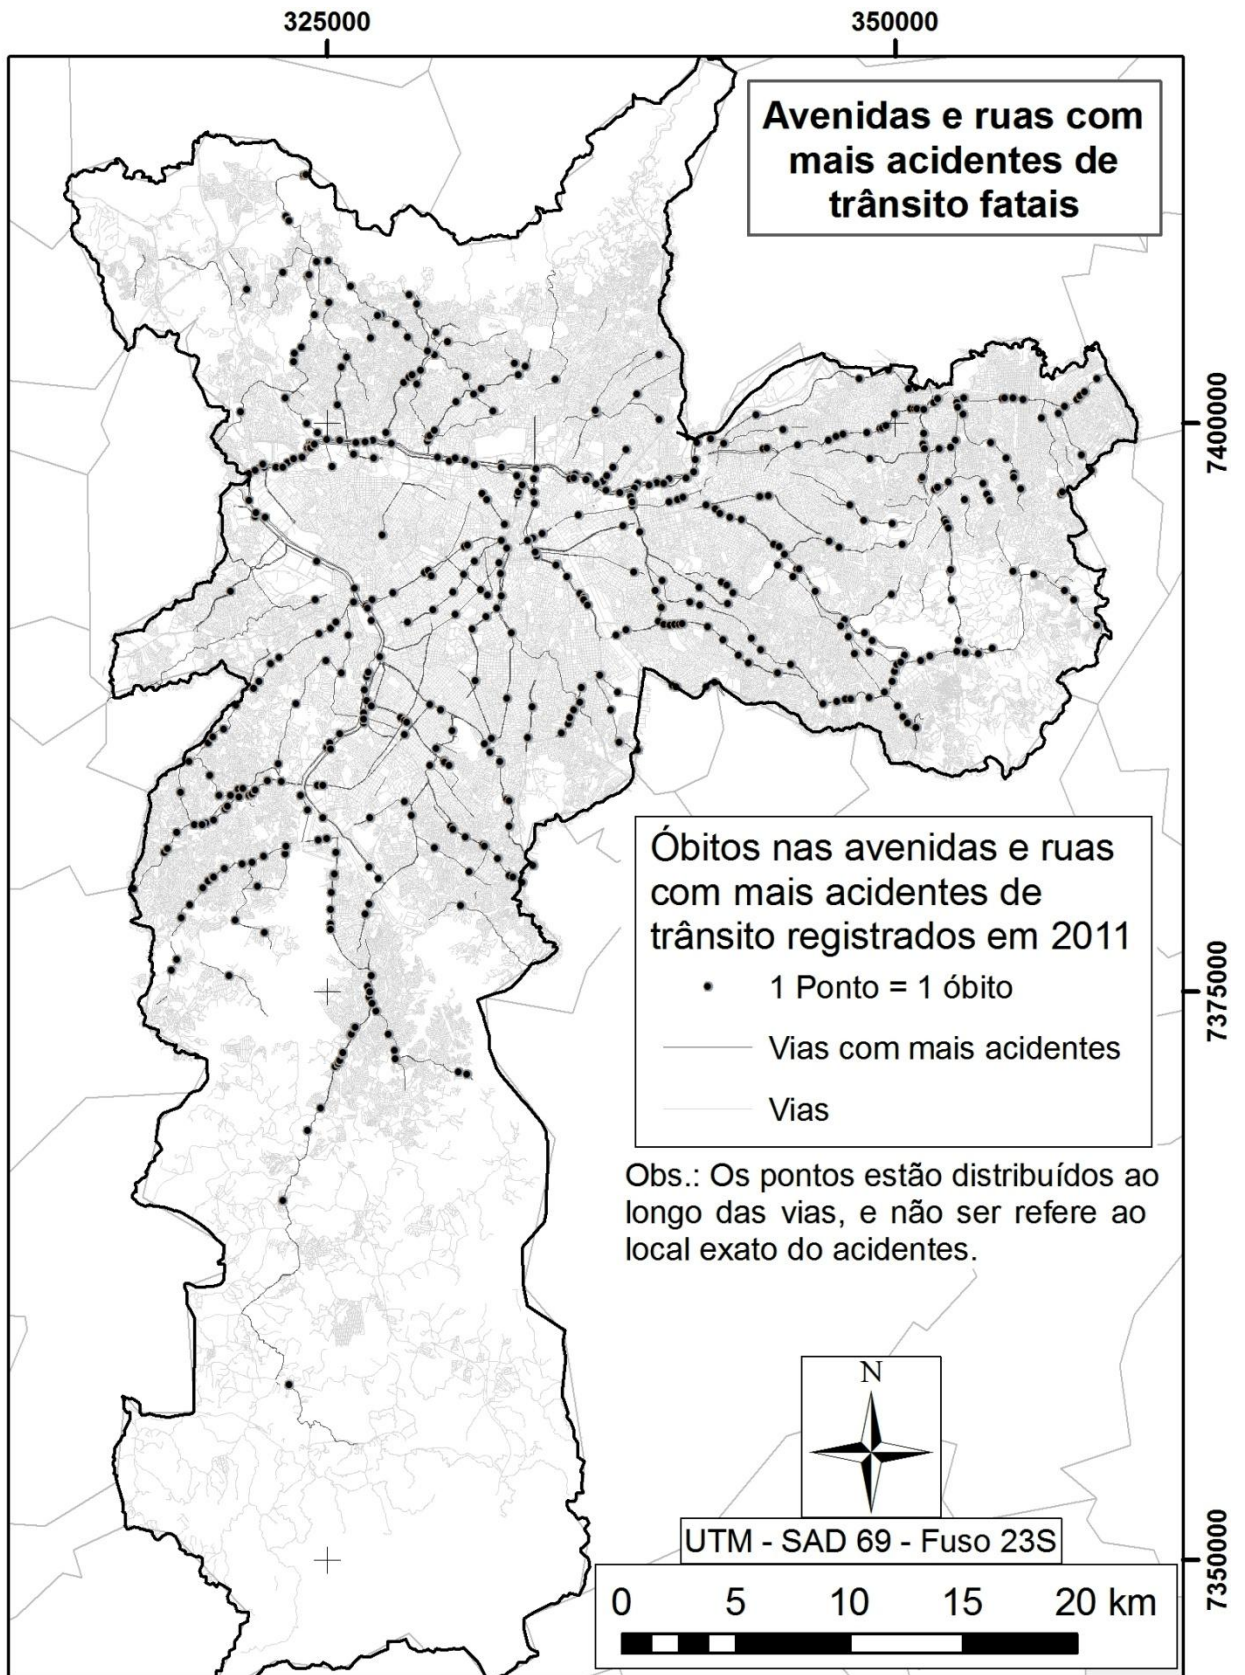 325000
350000
Avenidas e ruas com
mais acidentes de
trânsito fatais
7400000
Óbitos nas avenidas e ruas
com mais acidentes de
trânsito registrados em 2011
1 Ponto = 1 óbito
Vias com mais acidentes
Vias
7375000
Obs.: Os pontos estão distribuídos ao
longo das vias, e não ser refere ao
local exato do acidentes.
N
UTM - SAD 69 - Fuso 23S
7350000
0 5 10 15 20 km